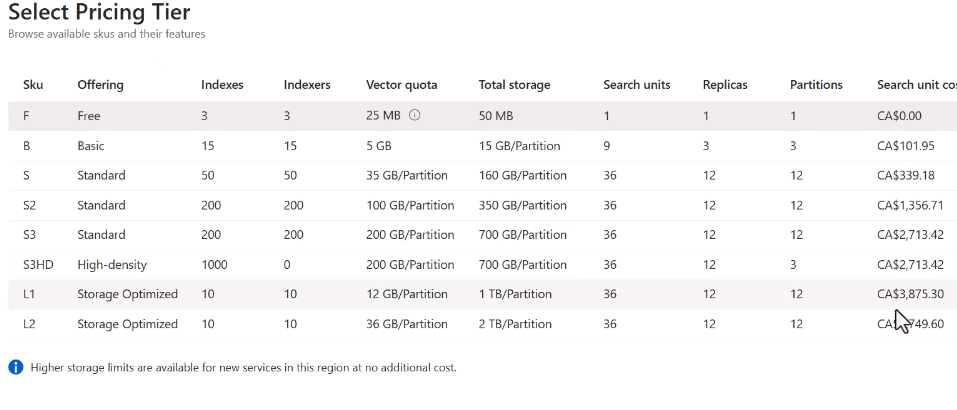 Select Pricing Tier
Browse available skus and their features
Sku Offering Indexes Indexers Vector quota Total storage Search units Replicas Partitions Search unit
F Free 3 3 25 MB 50 MB 1 1 1 CA$0.00
B Basic 15 15 5 GB 15 GB/Partition 9 3 3 CA$101.95
S Standard 50 50 35 GB/Partition 160 GB/Partition 36 12 12 CA$339.18
S2 Standard 200 200 100 GB/Partition 350 GB/Partition 36 12 12 CA$1,356.71
S3 Standard 200 200 200 GB/Partition 700 GB/Partition 36 12 12 CA$2,713.42
S3HD High-density 1000 0 200 GB/Partition 700 GB/Partition 36 12 3 CA$2,713.42
L1 Storage Optimized 10 10 12 GB/Partition 1 TB/Partition 36 12 12 CA$3,875.30
L2 Storage Optimized 10 10 36 GB/Partition 2 TB/Partition 36 12 12
Higher storage limits are available for new services in this region at no additional cost.